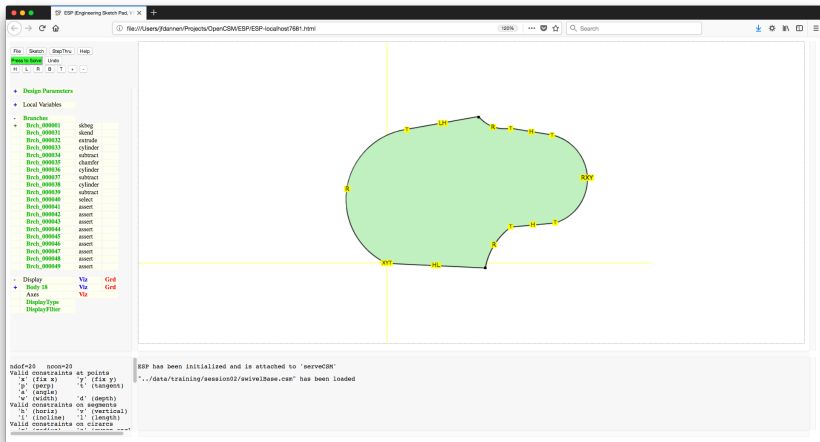 ESP (Engineering Sketch Pad, V
file:///Users/jfdannen/Projects/OpenCSM/ESP/ESP-localhost7681.html
120%
Search
File Sketch StepThru Help
Press to Solve Undo
H L R B T + -
+ Design Parameters
+ Local Variables
- Branches
+ Brch_000001 skbeg
Brch_000031 skend
Brch_000032 extrude
Brch_000033 cylinder
Brch_000034 subtract
Brch_000035 chamfer
Brch_000036 cylinder
Brch_000037 subtract
Brch_000038 cylinder
Brch_000039 subtract
Brch_000040 select
Brch_000041 assert
Brch_000042 assert
Brch_000043 assert
Brch_000044 assert
Brch_000045 assert
Brch_000046 assert
Brch_000047 assert
Brch_000048 assert
Brch_000049 assert
- Display Viz Grd
+ Body 18 Viz Grd
Axes Viz
DisplayType
DisplayFilter
T LH R T H T
R
RXY
XYT HL R T H T
ndof=20 ncon=20
Valid constraints at points
'x' (fix x) 'y' (fix y)
'p' (perp) 't' (tangent)
'a' (angle)
'w' (width) 'd' (depth)
Valid constraints on segments
'h' (horiz) 'v' (vertical)
'i' (incline) 'l' (length)
Valid constraints on cirarcs
ESP has been initialized and is attached to 'serveCSM'
"../data/training/session02/swivelBase.csm" has been loaded